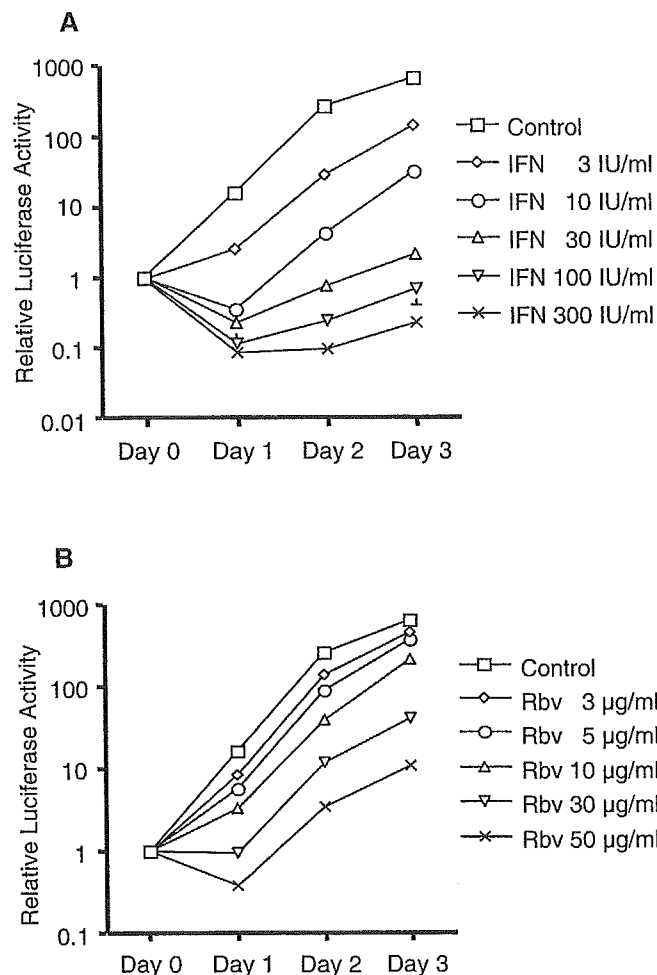 A
Relative Luciferase Activity
1000
100
10
1
0.1
0.01
Day 0 Day 1 Day 2 Day 3
Control
IFN 3 IU/ml
IFN 10 IU/ml
IFN 30 IU/ml
IFN 100 IU/ml
IFN 300 IU/ml
B
Relative Luciferase Activity
1000
100
10
1
0.1
Day 0 Day 1 Day 2 Day 3
Control
Rbv 3 µg/ml
Rbv 5 µg/ml
Rbv 10 µg/ml
Rbv 30 µg/ml
Rbv 50 µg/ml